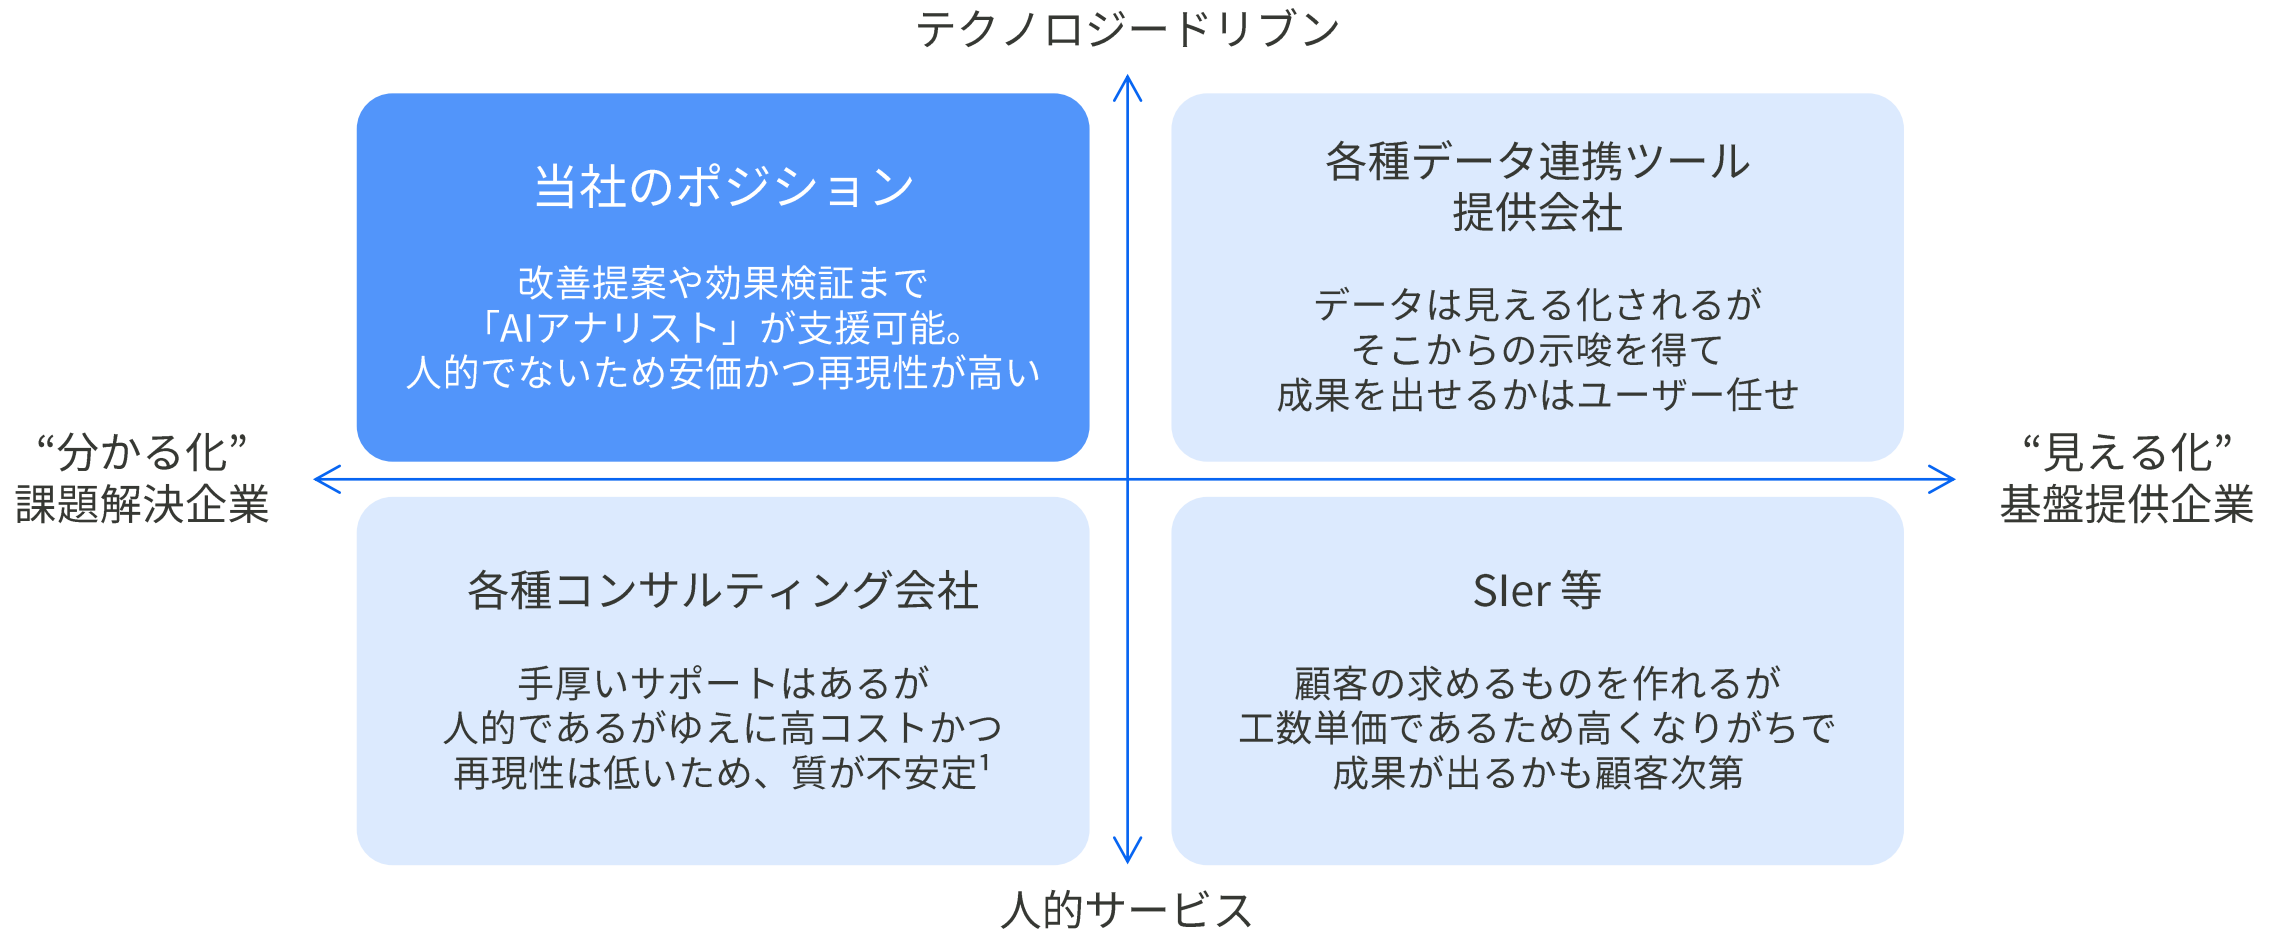 テクノロジードリブン
当社のポジション
改善提案や効果検証まで
「AIアナリスト」が支援可能。
人的でないため安価かつ再現性が高い
各種データ連携ツール
提供会社
データは見える化されるが
そこからの示唆を得て
成果を出せるかはユーザー任せ
“分かる化”
課題解決企業
“見える化”
基盤提供企業
各種コンサルティング会社
手厚いサポートはあるが
人的であるがゆえに高コストかつ
再現性は低いため、質が不安定¹
SIer 等
顧客の求めるものを作れるが
工数単価であるため高くなりがちで
成果が出るかも顧客次第
人的サービス